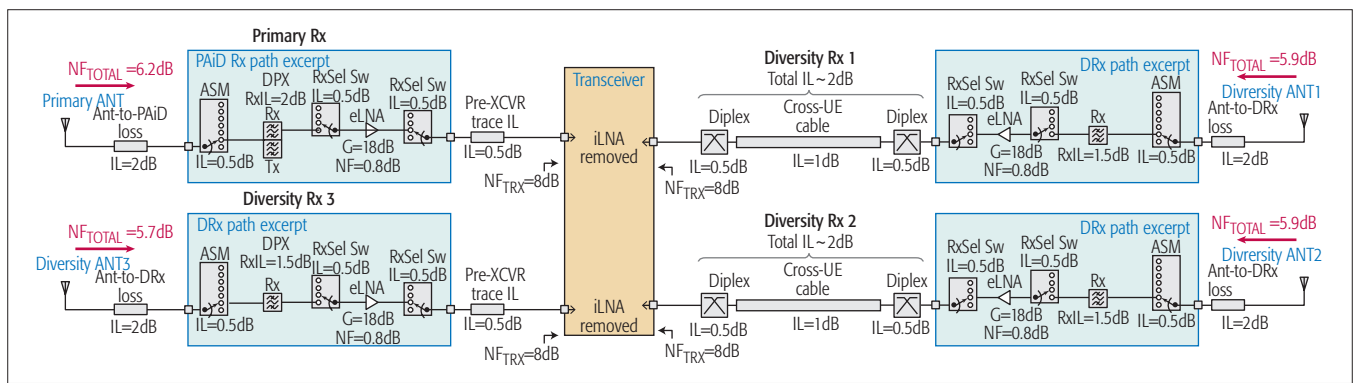 Primary Rx
PAiD Rx path excerpt
NF_TOTAL =6.2dB
Primary ANT
Ant-to-PAiD
loss
IL=2dB
ASM
IL=0.5dB
DPX
RxIL=2dB
Rx
Tx
RxSel Sw
IL=0.5dB
eLNA
G=18dB
NF=0.8dB
RxSel Sw
IL=0.5dB
Pre-XCVR
trace IL
IL=0.5dB
NF_TRX=8dB
Transceiver
iLNA
removed
NF_TRX=8dB
Diversity Rx 1
Total IL~2dB
Diplex
IL=0.5dB
Cross-UE
cable
IL=1dB
Diplex
IL=0.5dB
DRx path excerpt
RxSel Sw
IL=0.5dB
eLNA
G=18dB
NF=0.8dB
RxSel Sw
IL=0.5dB
Rx
RxIL=1.5dB
ASM
IL=0.5dB
NF_TOTAL =5.9dB
Divresity ANT1
Ant-to-DRx
loss
IL=2dB
Diversity Rx 3
DRx path excerpt
NF_TOTAL =5.7dB
Diversity ANT3
Ant-to-DRx
loss
IL=2dB
ASM
IL=0.5dB
DPX
RxIL=1.5dB
Rx
RxSel Sw
IL=0.5dB
eLNA
G=18dB
NF=0.8dB
RxSel Sw
IL=0.5dB
Pre-XCVR
trace IL
IL=0.5dB
NF_TRX=8dB
iLNA
removed
NF_TRX=8dB
Diversity Rx 2
Total IL~2dB
Diplex
IL=0.5dB
Cross-UE
cable
IL=1dB
Diplex
IL=0.5dB
DRx path excerpt
RxSel Sw
IL=0.5dB
eLNA
G=18dB
NF=0.8dB
RxSel Sw
IL=0.5dB
Rx
RxIL=1.5dB
ASM
IL=0.5dB
NF_TOTAL =5.9dB
Divresity ANT2
Ant-to-DRx
loss
IL=2dB